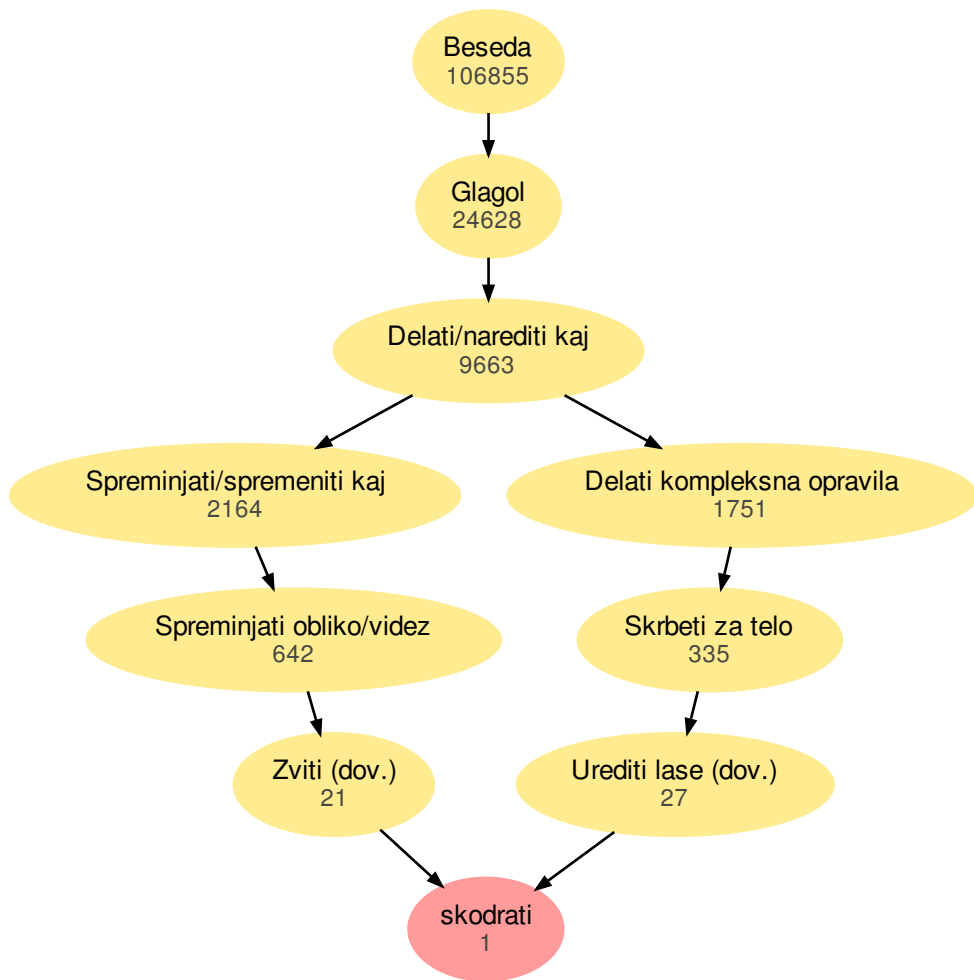 Beseda
106855
Glagol
24628
Delati/narediti kaj
9663
Spreminjati/spremeniti kaj
2164
Delati kompleksna opravila
1751
Spreminjati obliko/videz
642
Skrbeti za telo
335
Zviti (dov.)
21
Urediti lase (dov.)
27
skodrati
1